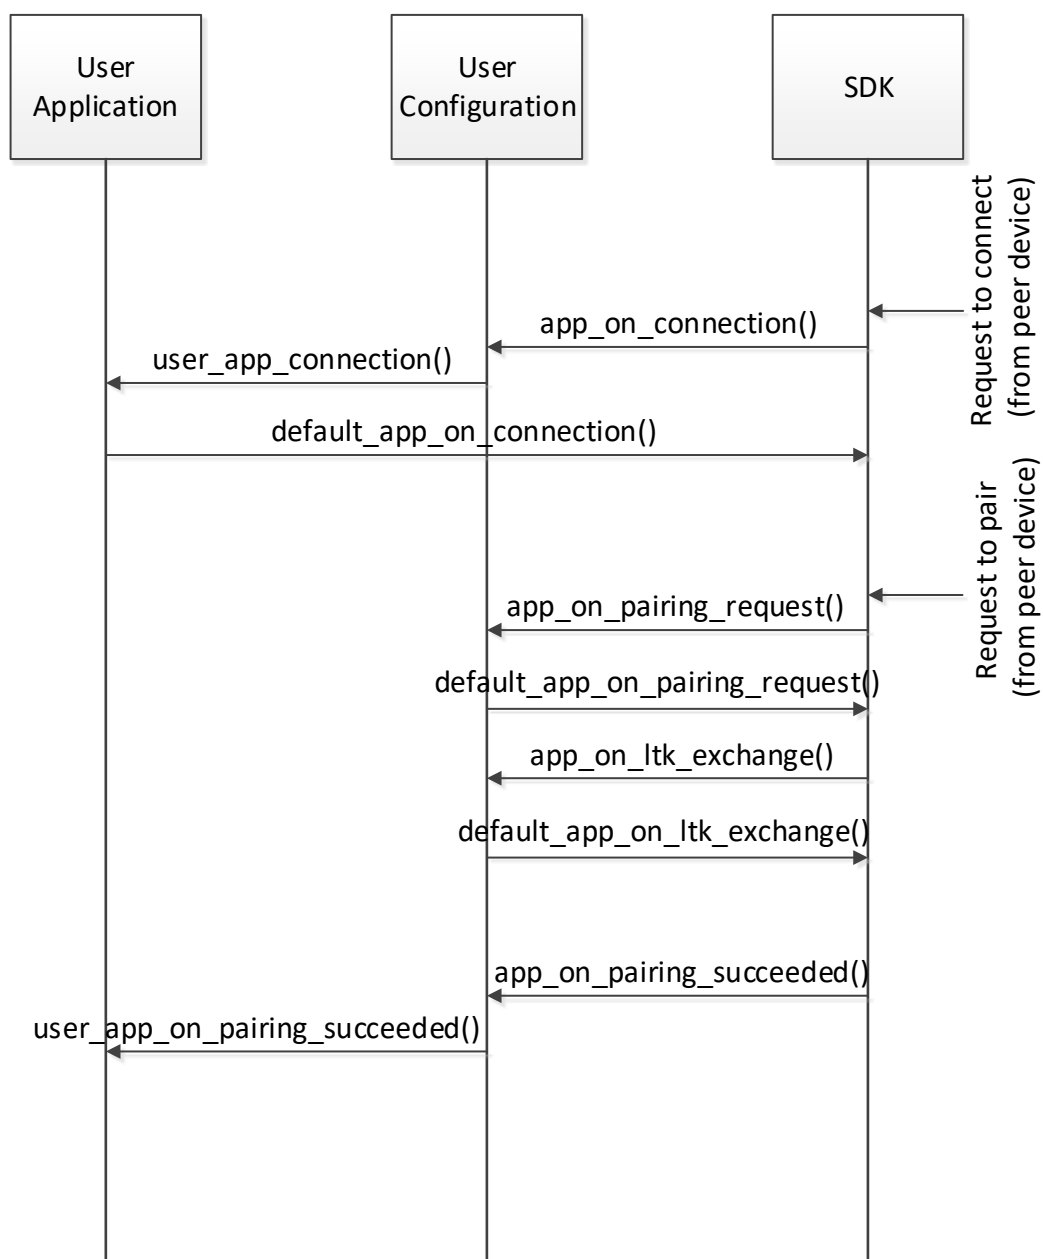 User
Application
User
Configuration
SDK
Request to connect
(from peer device)
app_on_connection()
user_app_connection()
default_app_on_connection()
Request to pair
(from peer device)
app_on_pairing_request()
default_app_on_pairing_request()
app_on_ltk_exchange()
default_app_on_ltk_exchange()
app_on_pairing_succeeded()
user_app_on_pairing_succeeded()